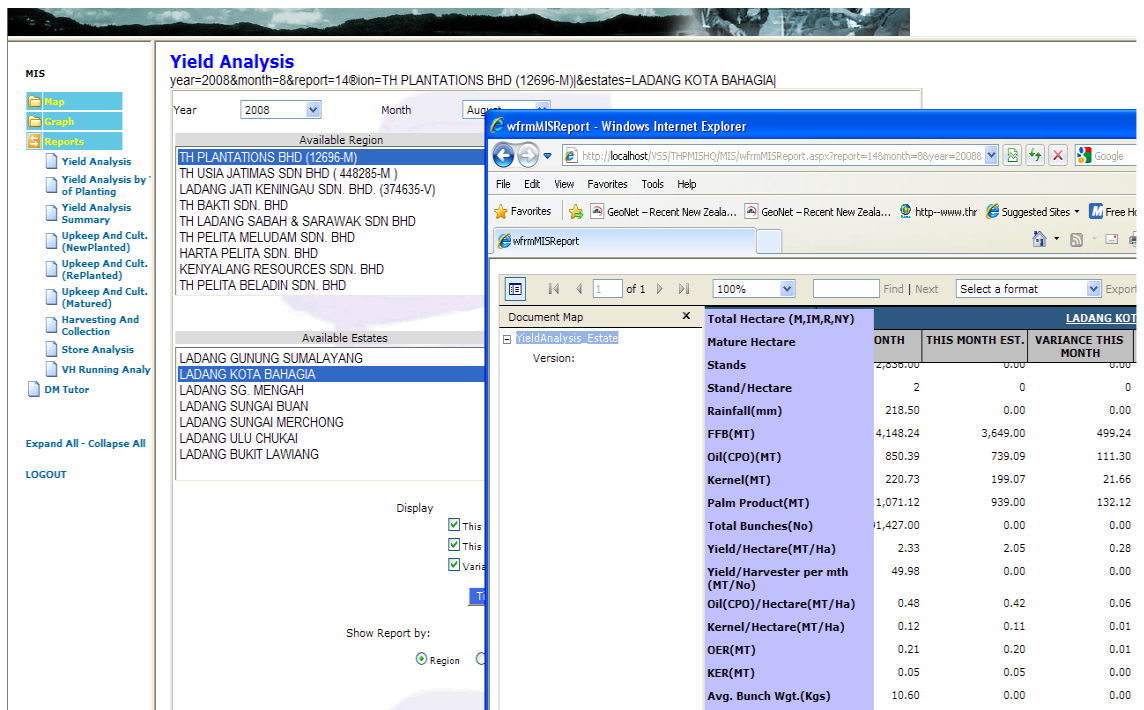 Yield Analysis
year=2008&month=8&report=14®ion=TH PLANTATIONS BHD (12696-M)|&estates=LADANG KOTA BAHAGIA|
MIS
Map
Graph
Reports
Yield Analysis
Yield Analysis by
of Planting
Yield Analysis
Summary
Upkeep And Cult.
(NewPlanted)
Upkeep And Cult.
(RePlanted)
Upkeep And Cult.
(Matured)
Harvesting And
Collection
Store Analysis
VH Running Analy
DM Tutor
Expand All - Collapse All
LOGOUT
Year 2008 Month
Available Region
TH PLANTATIONS BHD (12696-M)
TH USIA JATIMAS SDN BHD ( 448285-M )
LADANG JATI KENINGAU SDN. BHD. (374635-V)
TH BAKTI SDN. BHD
TH LADANG SABAH & SARAWAK SDN BHD
TH PELITA MELUDAM SDN. BHD
HARTA PELITA SDN. BHD
KENYALANG RESOURCES SDN. BHD
TH PELITA BELADIN SDN. BHD
Available Estates
LADANG GUNUNG SUMALAYANG
LADANG KOTA BAHAGIA
LADANG SG. MENGAH
LADANG SUNGAI BUAN
LADANG SUNGAI MERCHONG
LADANG ULU CHUKAI
LADANG BUKIT LAWIANG
Display
This
This
Varia
Show Report by:
Region
wfrmMISReport - Windows Internet Explorer
http://localhost/VSS/THPMISHQ/MIS/wfrmMISReport.aspx?report=14&month=8&year=2008& Google
File Edit View Favorites Tools Help
Favorites GeoNet – Recent New Zeala... GeoNet – Recent New Zeala... http--www.thr Suggested Sites Free Ho
wfrmMISReport
1 of 1 100% Find | Next Select a format Export
Document Map x
YieldAnalysis_Estate
Version:
LADANG KOT
ONTH THIS MONTH EST. VARIANCE THIS
MONTH
Total Hectare (M,IM,R,NY)
Mature Hectare
Stands 2,836.00 0.00 0.00
Stand/Hectare 2 0 0
Rainfall(mm) 218.50 0.00 0.00
FFB(MT) 4,148.24 3,649.00 499.24
Oil(CPO)(MT) 850.39 739.09 111.30
Kernel(MT) 220.73 199.07 21.66
Palm Product(MT) 1,071.12 939.00 132.12
Total Bunches(No) 1,427.00 0.00 0.00
Yield/Hectare(MT/Ha) 2.33 2.05 0.28
Yield/Harvester per mth
(MT/No) 49.98 0.00 0.00
Oil(CPO)/Hectare(MT/Ha) 0.48 0.42 0.06
Kernel/Hectare(MT/Ha) 0.12 0.11 0.01
OER(MT) 0.21 0.20 0.01
KER(MT) 0.05 0.05 0.00
Avg. Bunch Wgt.(Kgs) 10.60 0.00 0.00